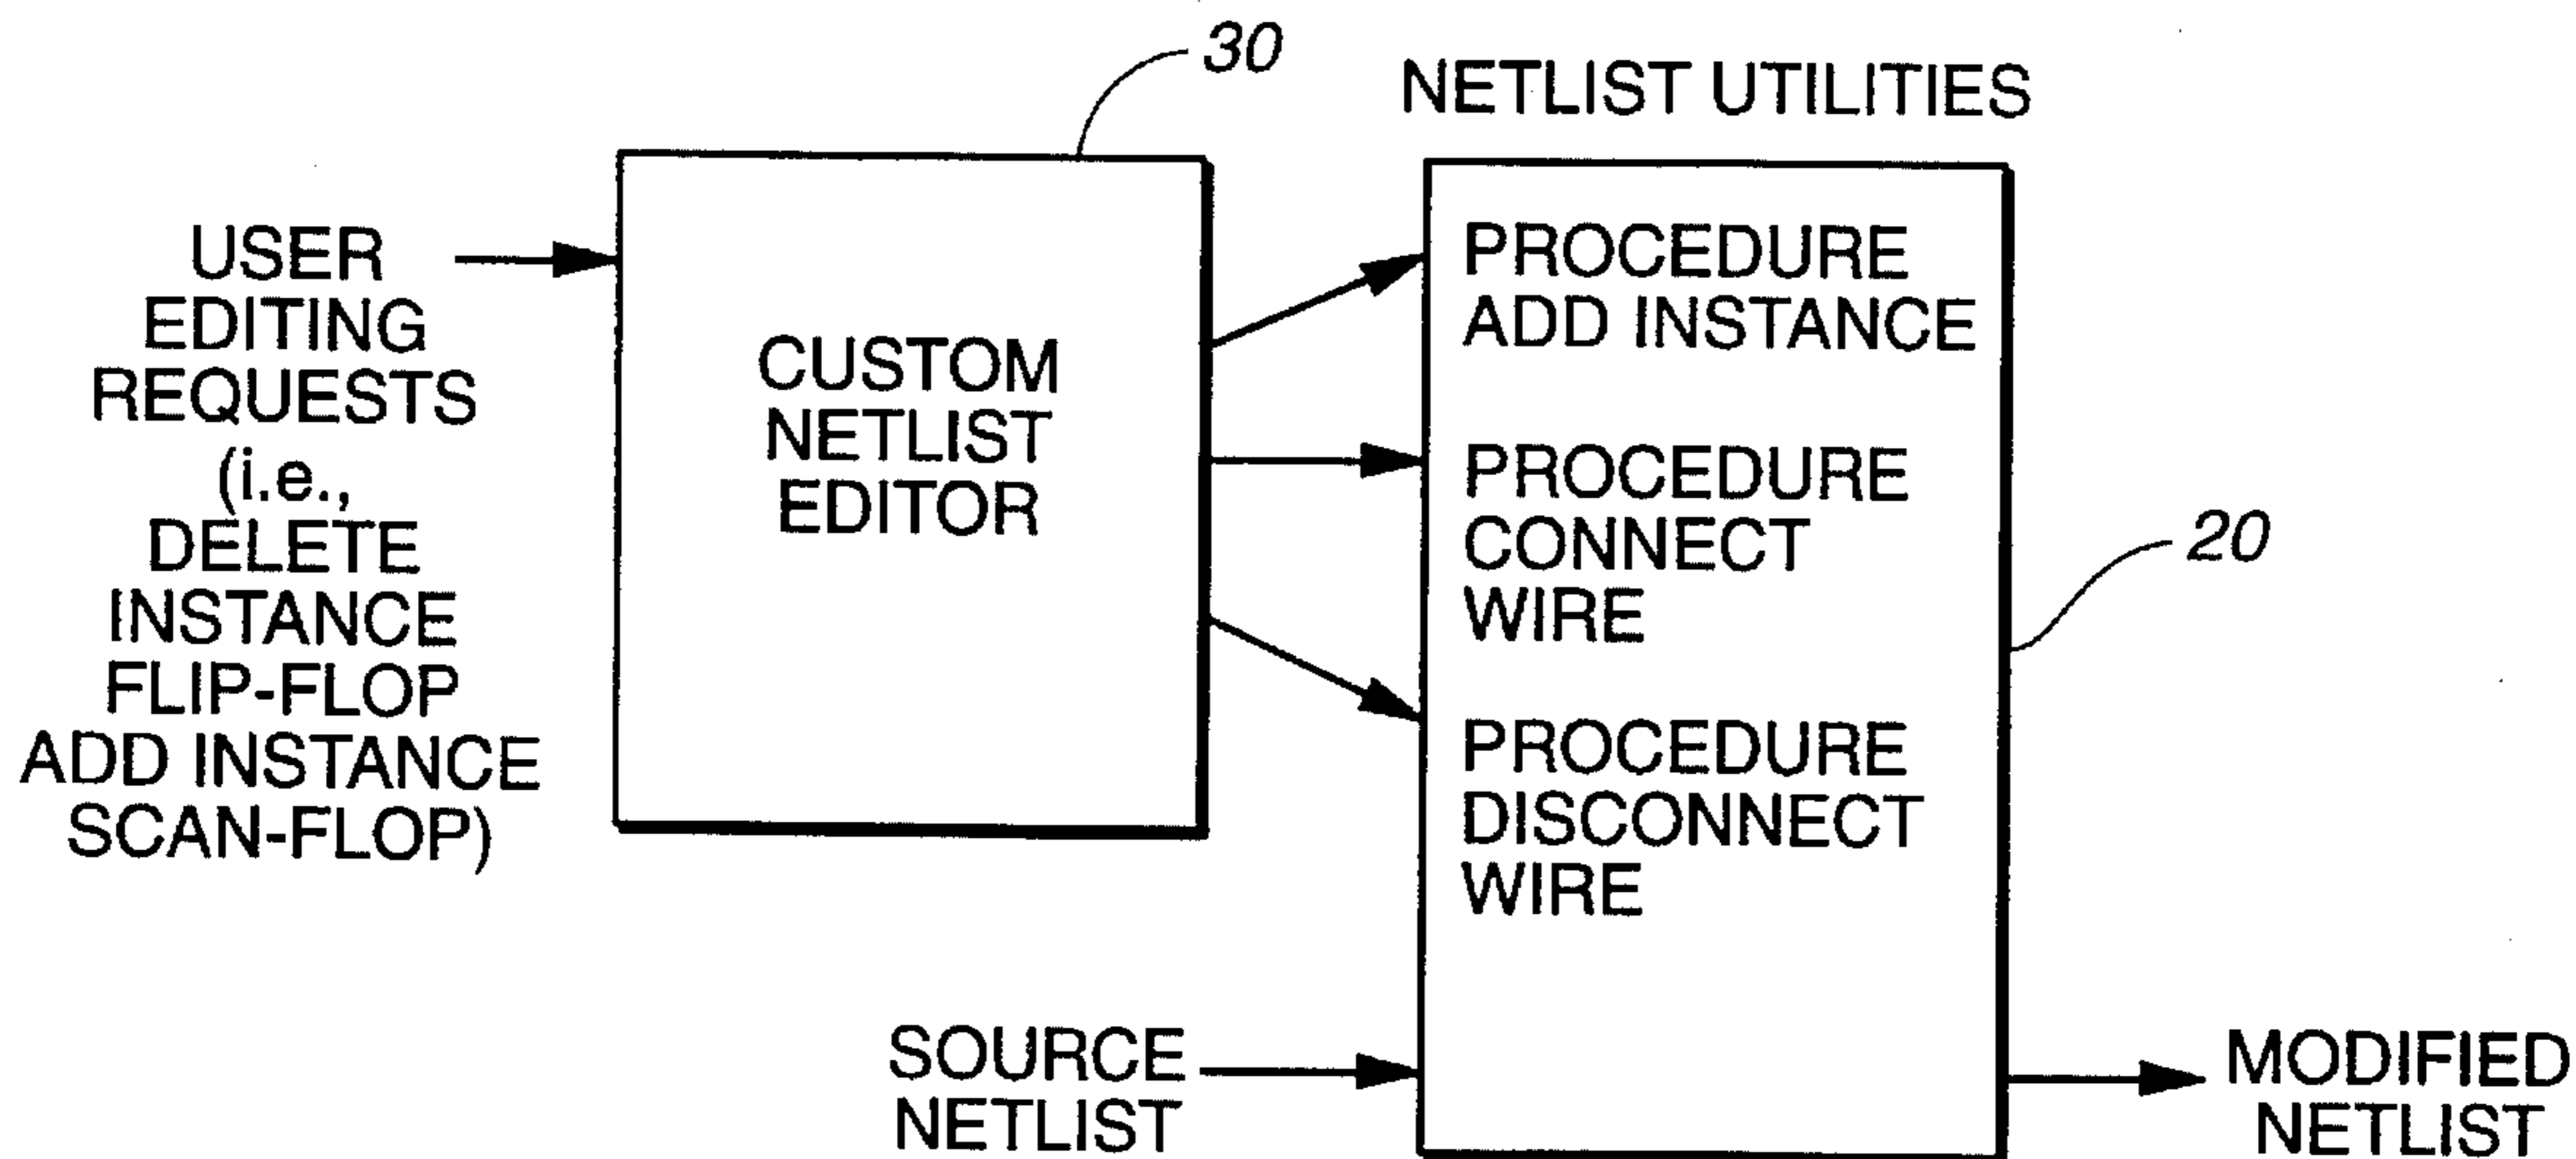 30
NETLIST UTILITIES
USER
EDITING
REQUESTS
(i.e.,
DELETE
INSTANCE
FLIP-FLOP
ADD INSTANCE
SCAN-FLOP)
CUSTOM
NETLIST
EDITOR
PROCEDURE
ADD INSTANCE
PROCEDURE
CONNECT
WIRE
PROCEDURE
DISCONNECT
WIRE
20
SOURCE
NETLIST
MODIFIED
NETLIST